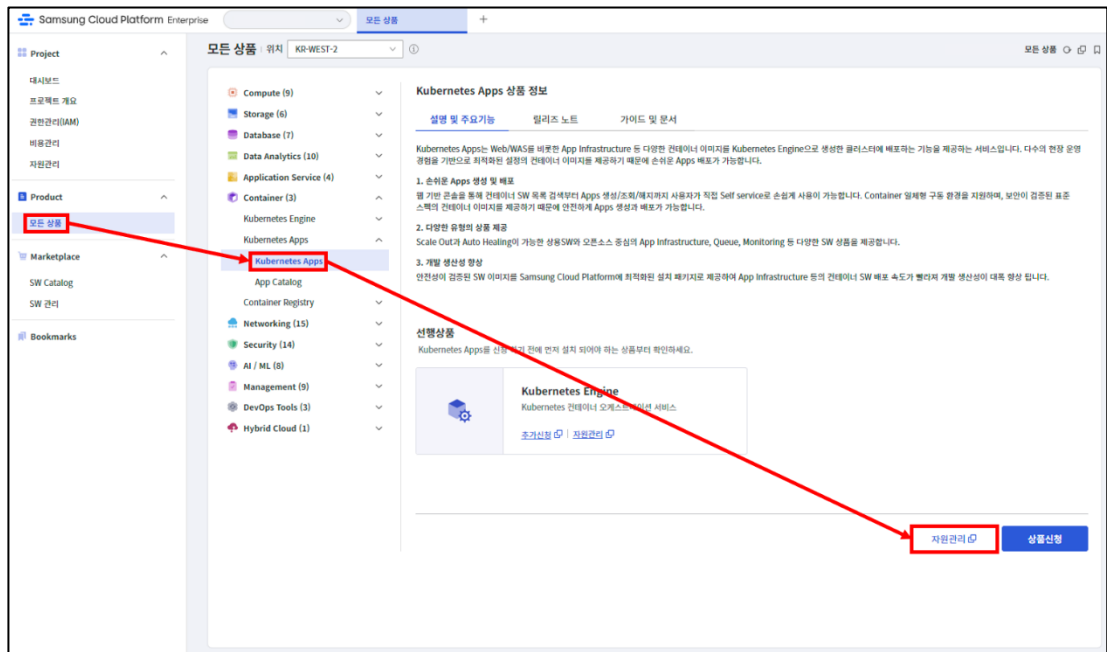 Samsung Cloud Platform Enterprise
모든 상품
+
Project
대시보드
프로젝트 개요
권한관리(IAM)
비용관리
자원관리
Product
모든 상품
Marketplace
SW Catalog
SW 관리
Bookmarks
모든 상품 위치 KR-WEST-2
모든 상품
Compute (9)
Storage (6)
Database (7)
Data Analytics (10)
Application Service (4)
Container (3)
Kubernetes Engine
Kubernetes Apps
Kubernetes Apps
App Catalog
Container Registry
Networking (15)
Security (14)
AI / ML (8)
Management (9)
DevOps Tools (3)
Hybrid Cloud (1)
Kubernetes Apps 상품 정보
설명 및 주요기능 릴리즈 노트 가이드 및 문서
Kubernetes Apps는 Web/WAS를 비롯한 App Infrastructure 등 다양한 컨테이너 이미지를 Kubernetes Engine으로 생성한 클러스터에 배포하는 기능을 제공하는 서비스입니다. 다수의 현장 운영
경험을 기반으로 최적화된 설정의 컨테이너 이미지를 제공하기 때문에 손쉬운 Apps 배포가 가능합니다.
1. 손쉬운 Apps 생성 및 배포
웹 기반 콘솔을 통해 컨테이너 SW 목록 검색부터 Apps 생성/조회/해지까지 사용자가 직접 Self service로 손쉽게 사용이 가능합니다. Container 일체형 구동 환경을 지원하며, 보안이 검증된 표준
스펙의 컨테이너 이미지를 제공하기 때문에 안전하게 Apps 생성과 배포가 가능합니다.
2. 다양한 유형의 상품 제공
Scale Out과 Auto Healing이 가능한 상용SW와 오픈소스 중심의 App Infrastructure, Queue, Monitoring 등 다양한 SW 상품을 제공합니다.
3. 개발 생산성 향상
안전성이 검증된 SW 이미지를 Samsung Cloud Platform에 최적화된 설치 패키지로 제공하여 App Infrastructure 등의 컨테이너 SW 배포 속도가 빨라져 개발 생산성이 대폭 향상 됩니다.
선행상품
Kubernetes Apps를 신청 하기 전에 먼저 설치 되어야 하는 상품부터 확인하세요.
Kubernetes Engine
Kubernetes 컨테이너 오케스트레이션 서비스
추가신청 자원관리
자원관리 상품신청